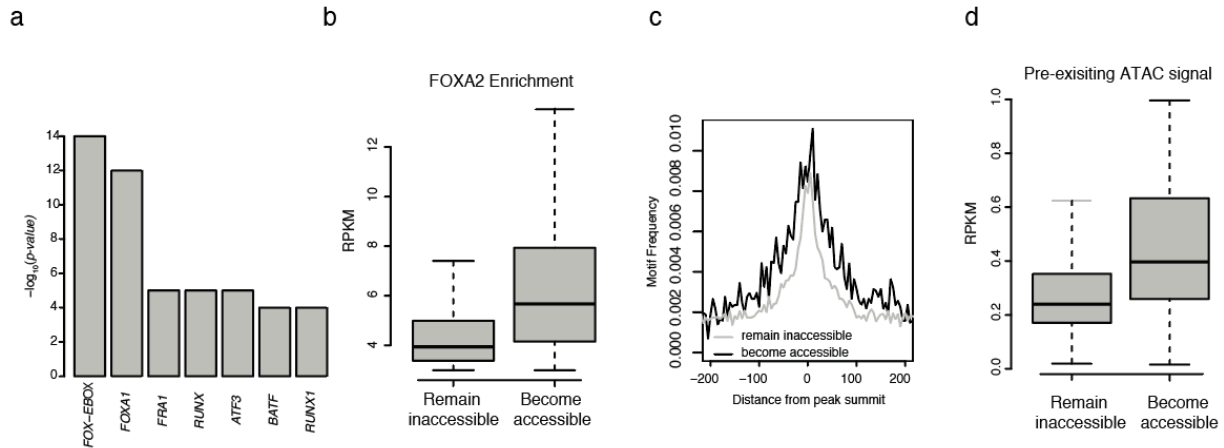 a
14
12
10
8
6
4
2
0
−log10(p-value)
FOX−EBOX
FOXA1
FRA1
RUNX
ATF3
BATF
RUNX1
b
FOXA2 Enrichment
12
10
8
6
4
RPKM
Remain
inaccessible
Become
accessible
c
0.010
0.008
0.006
0.004
0.002
0.000
Motif Frequency
remain inaccessible
become accessible
−200
−100
0
100
200
Distance from peak summit
d
Pre-exisiting ATAC signal
1.0
0.8
0.6
0.4
0.2
0.0
RPKM
Remain
inaccessible
Become
accessible